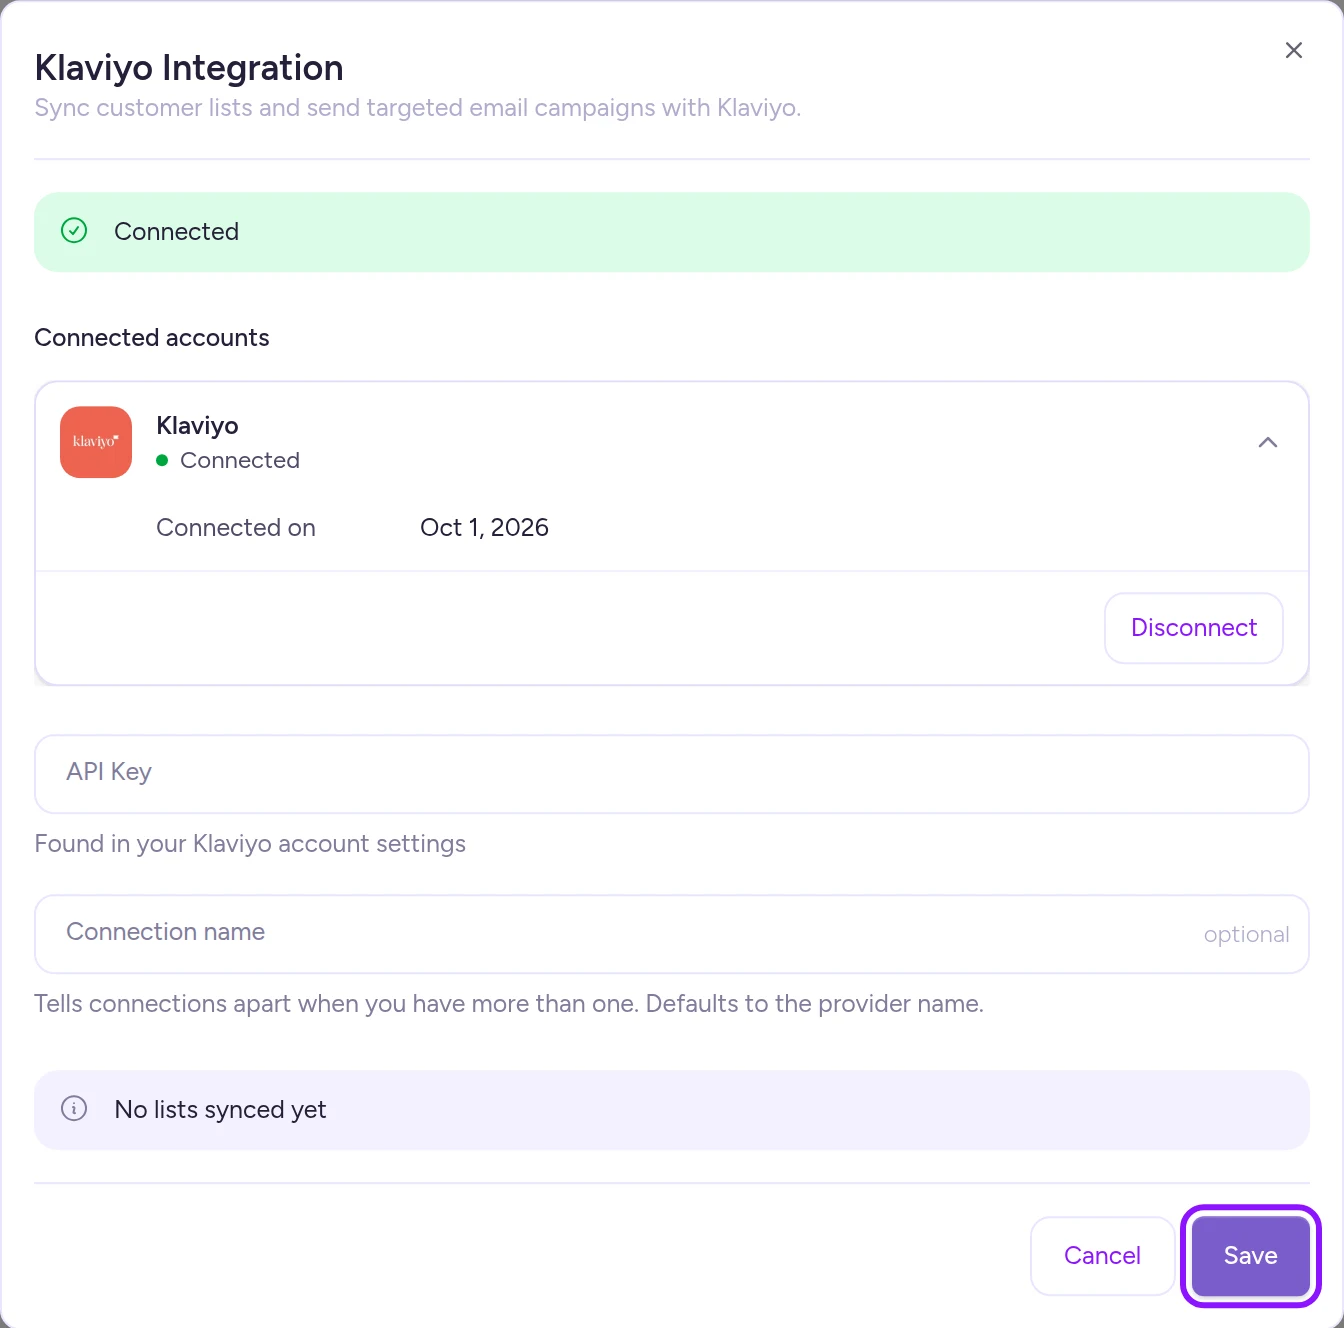 Klaviyo Integration
Sync customer lists and send targeted email campaigns with Klaviyo.
Connected
Connected accounts
klaviyo
Klaviyo
Connected
Connected on Oct 1, 2026
Disconnect
API Key
Found in your Klaviyo account settings
Connection name optional
Tells connections apart when you have more than one. Defaults to the provider name.
No lists synced yet
Cancel Save